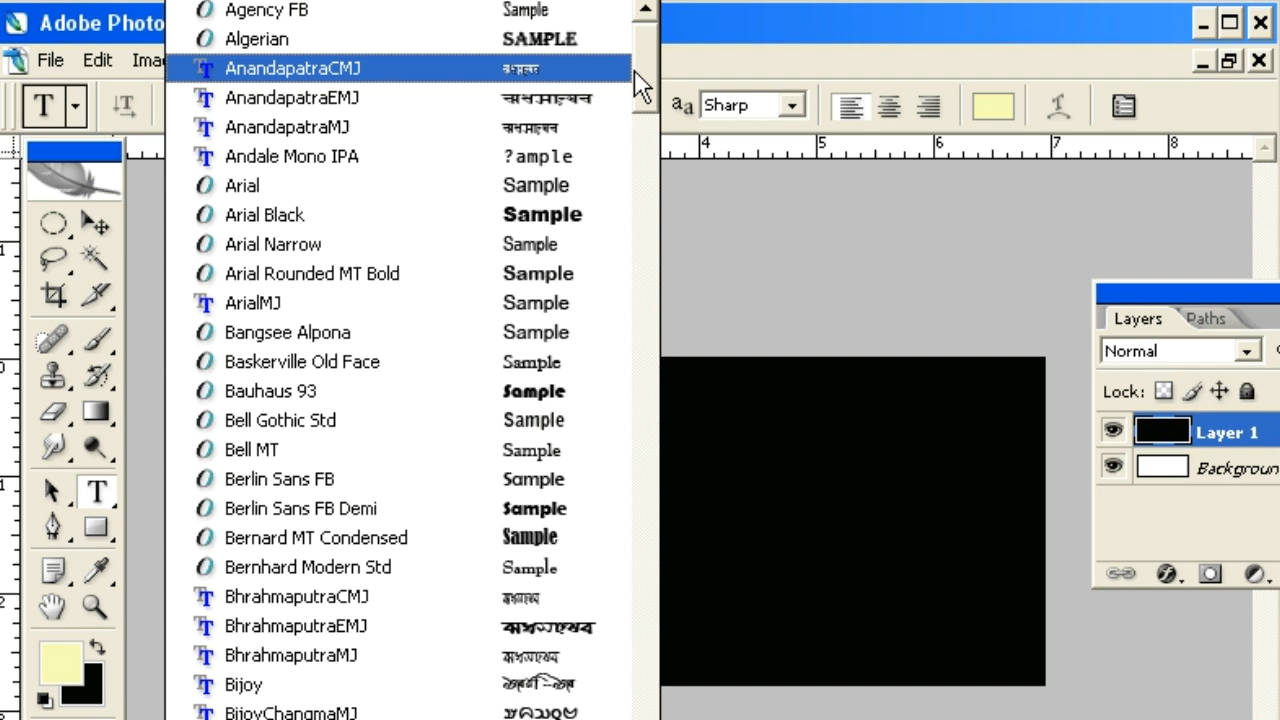 Adobe Photo
File Edit Ima
T T Sharp
4 5 6 7 8
Agency FB Sample
Algerian SAMPLE
AnandapatraCMJ
AnandapatraEMJ
AnandapatraMJ
Andale Mono IPA ?ample
Arial Sample
Arial Black Sample
Arial Narrow Sample
Arial Rounded MT Bold Sample
ArialMJ Sample
Bangsee Alpona Sample
Baskerville Old Face Sample
Bauhaus 93 Sample
Bell Gothic Std Sample
Bell MT Sample
Berlin Sans FB Sample
Berlin Sans FB Demi Sample
Bernard MT Condensed Sample
Bernhard Modern Std Sample
BhrahmaputraCMJ
BhrahmaputraEMJ
BhrahmaputraMJ
Bijoy
BijoyChangmaMJ
Layers Paths
Normal
Lock:
Layer 1
Backgroun